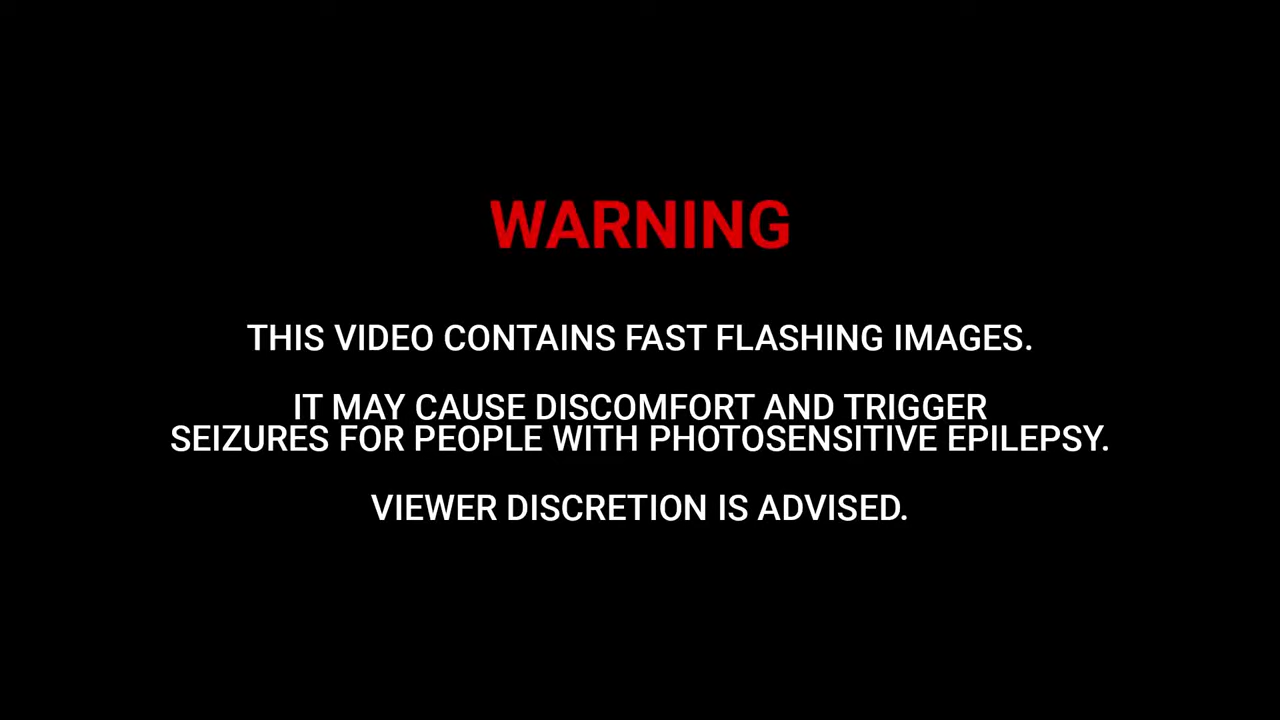 WARNING
THIS VIDEO CONTAINS FAST FLASHING IMAGES.
IT MAY CAUSE DISCOMFORT AND TRIGGER
SEIZURES FOR PEOPLE WITH PHOTOSENSITIVE EPILEPSY.
VIEWER DISCRETION IS ADVISED.